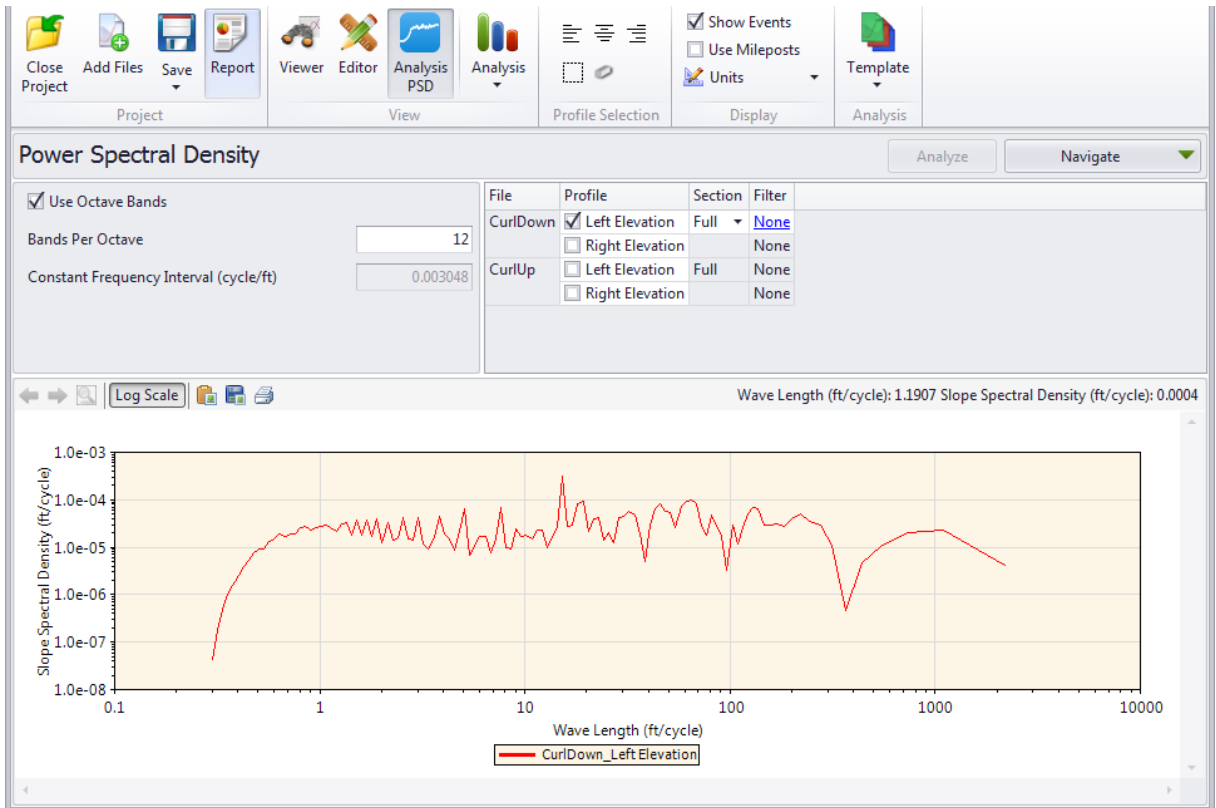 Close Project
Add Files
Save
Report
Viewer
Editor
Analysis PSD
Analysis
Show Events
Use Mileposts
Units
Template
Project
View
Profile Selection
Display
Analysis
Power Spectral Density
Analyze
Navigate
Use Octave Bands
Bands Per Octave 12
Constant Frequency Interval (cycle/ft) 0.003048
File Profile Section Filter
CurlDown Left Elevation Full None
Right Elevation None
CurlUp Left Elevation Full None
Right Elevation None
Log Scale
Wave Length (ft/cycle): 1.1907 Slope Spectral Density (ft/cycle): 0.0004
Slope Spectral Density (ft/cycle)
1.0e-03
1.0e-04
1.0e-05
1.0e-06
1.0e-07
1.0e-08
0.1 1 10 100 1000 10000
Wave Length (ft/cycle)
CurlDown_Left Elevation